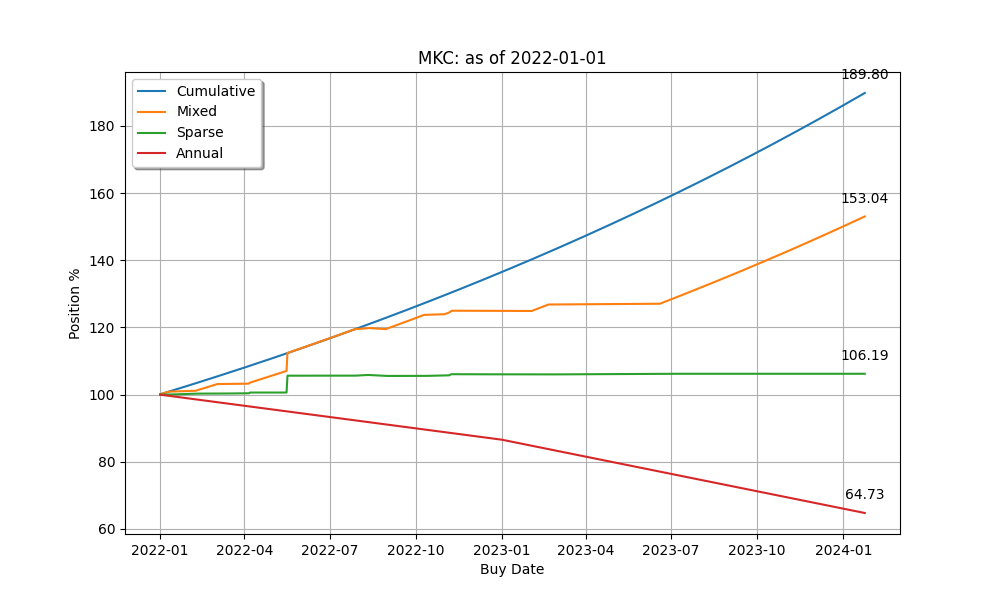 MKC: as of 2022-01-01
189.80
Cumulative
Mixed
Sparse
Annual
180
160
153.04
140
120
106.19
100
80
64.73
60
Position %
2022-01 2022-04 2022-07 2022-10 2023-01 2023-04 2023-07 2023-10 2024-01
Buy Date